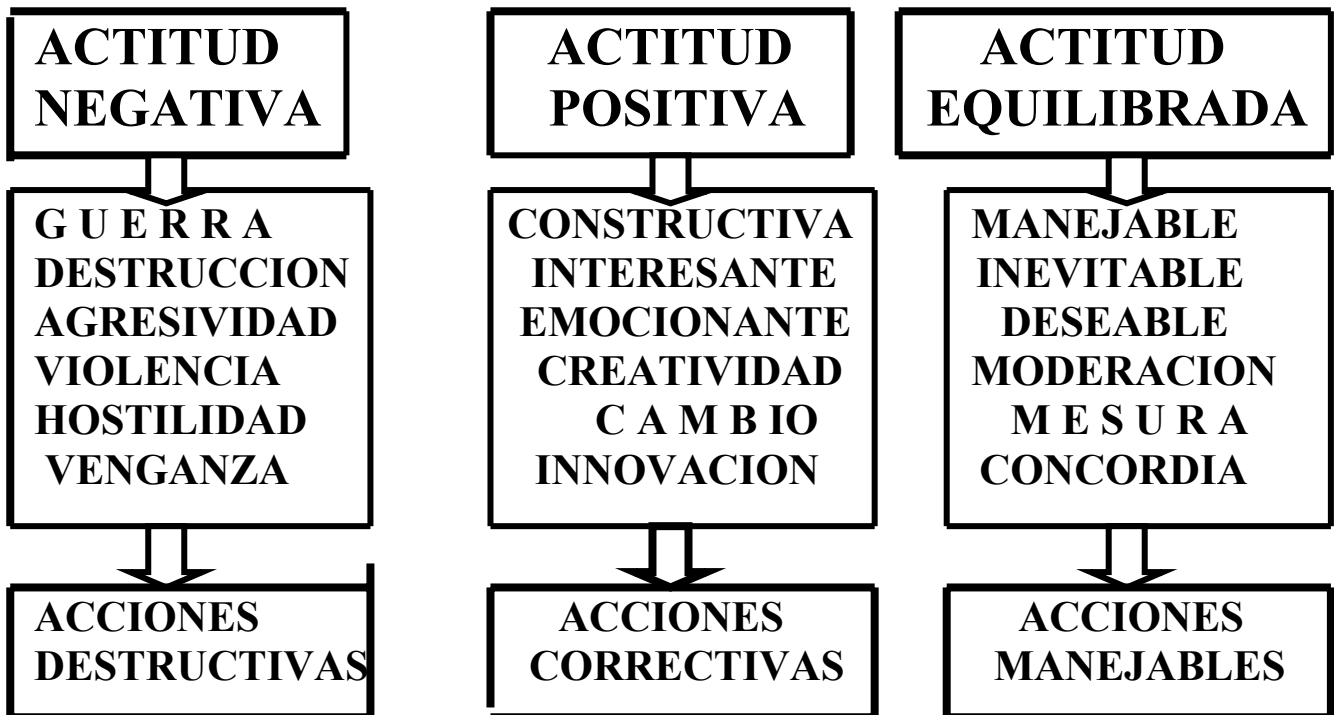 ACTITUD
NEGATIVA
G U E R R A
DESTRUCCION
AGRESIVIDAD
VIOLENCIA
HOSTILIDAD
VENGANZA
ACCIONES
DESTRUCTIVAS
ACTITUD
POSITIVA
CONSTRUCTIVA
INTERESANTE
EMOCIONANTE
CREATIVIDAD
C A M B IO
INNOVACION
ACCIONES
CORRECTIVAS
ACTITUD
EQUILIBRADA
MANEJABLE
INEVITABLE
DESEABLE
MODERACION
M E S U R A
CONCORDIA
ACCIONES
MANEJABLES